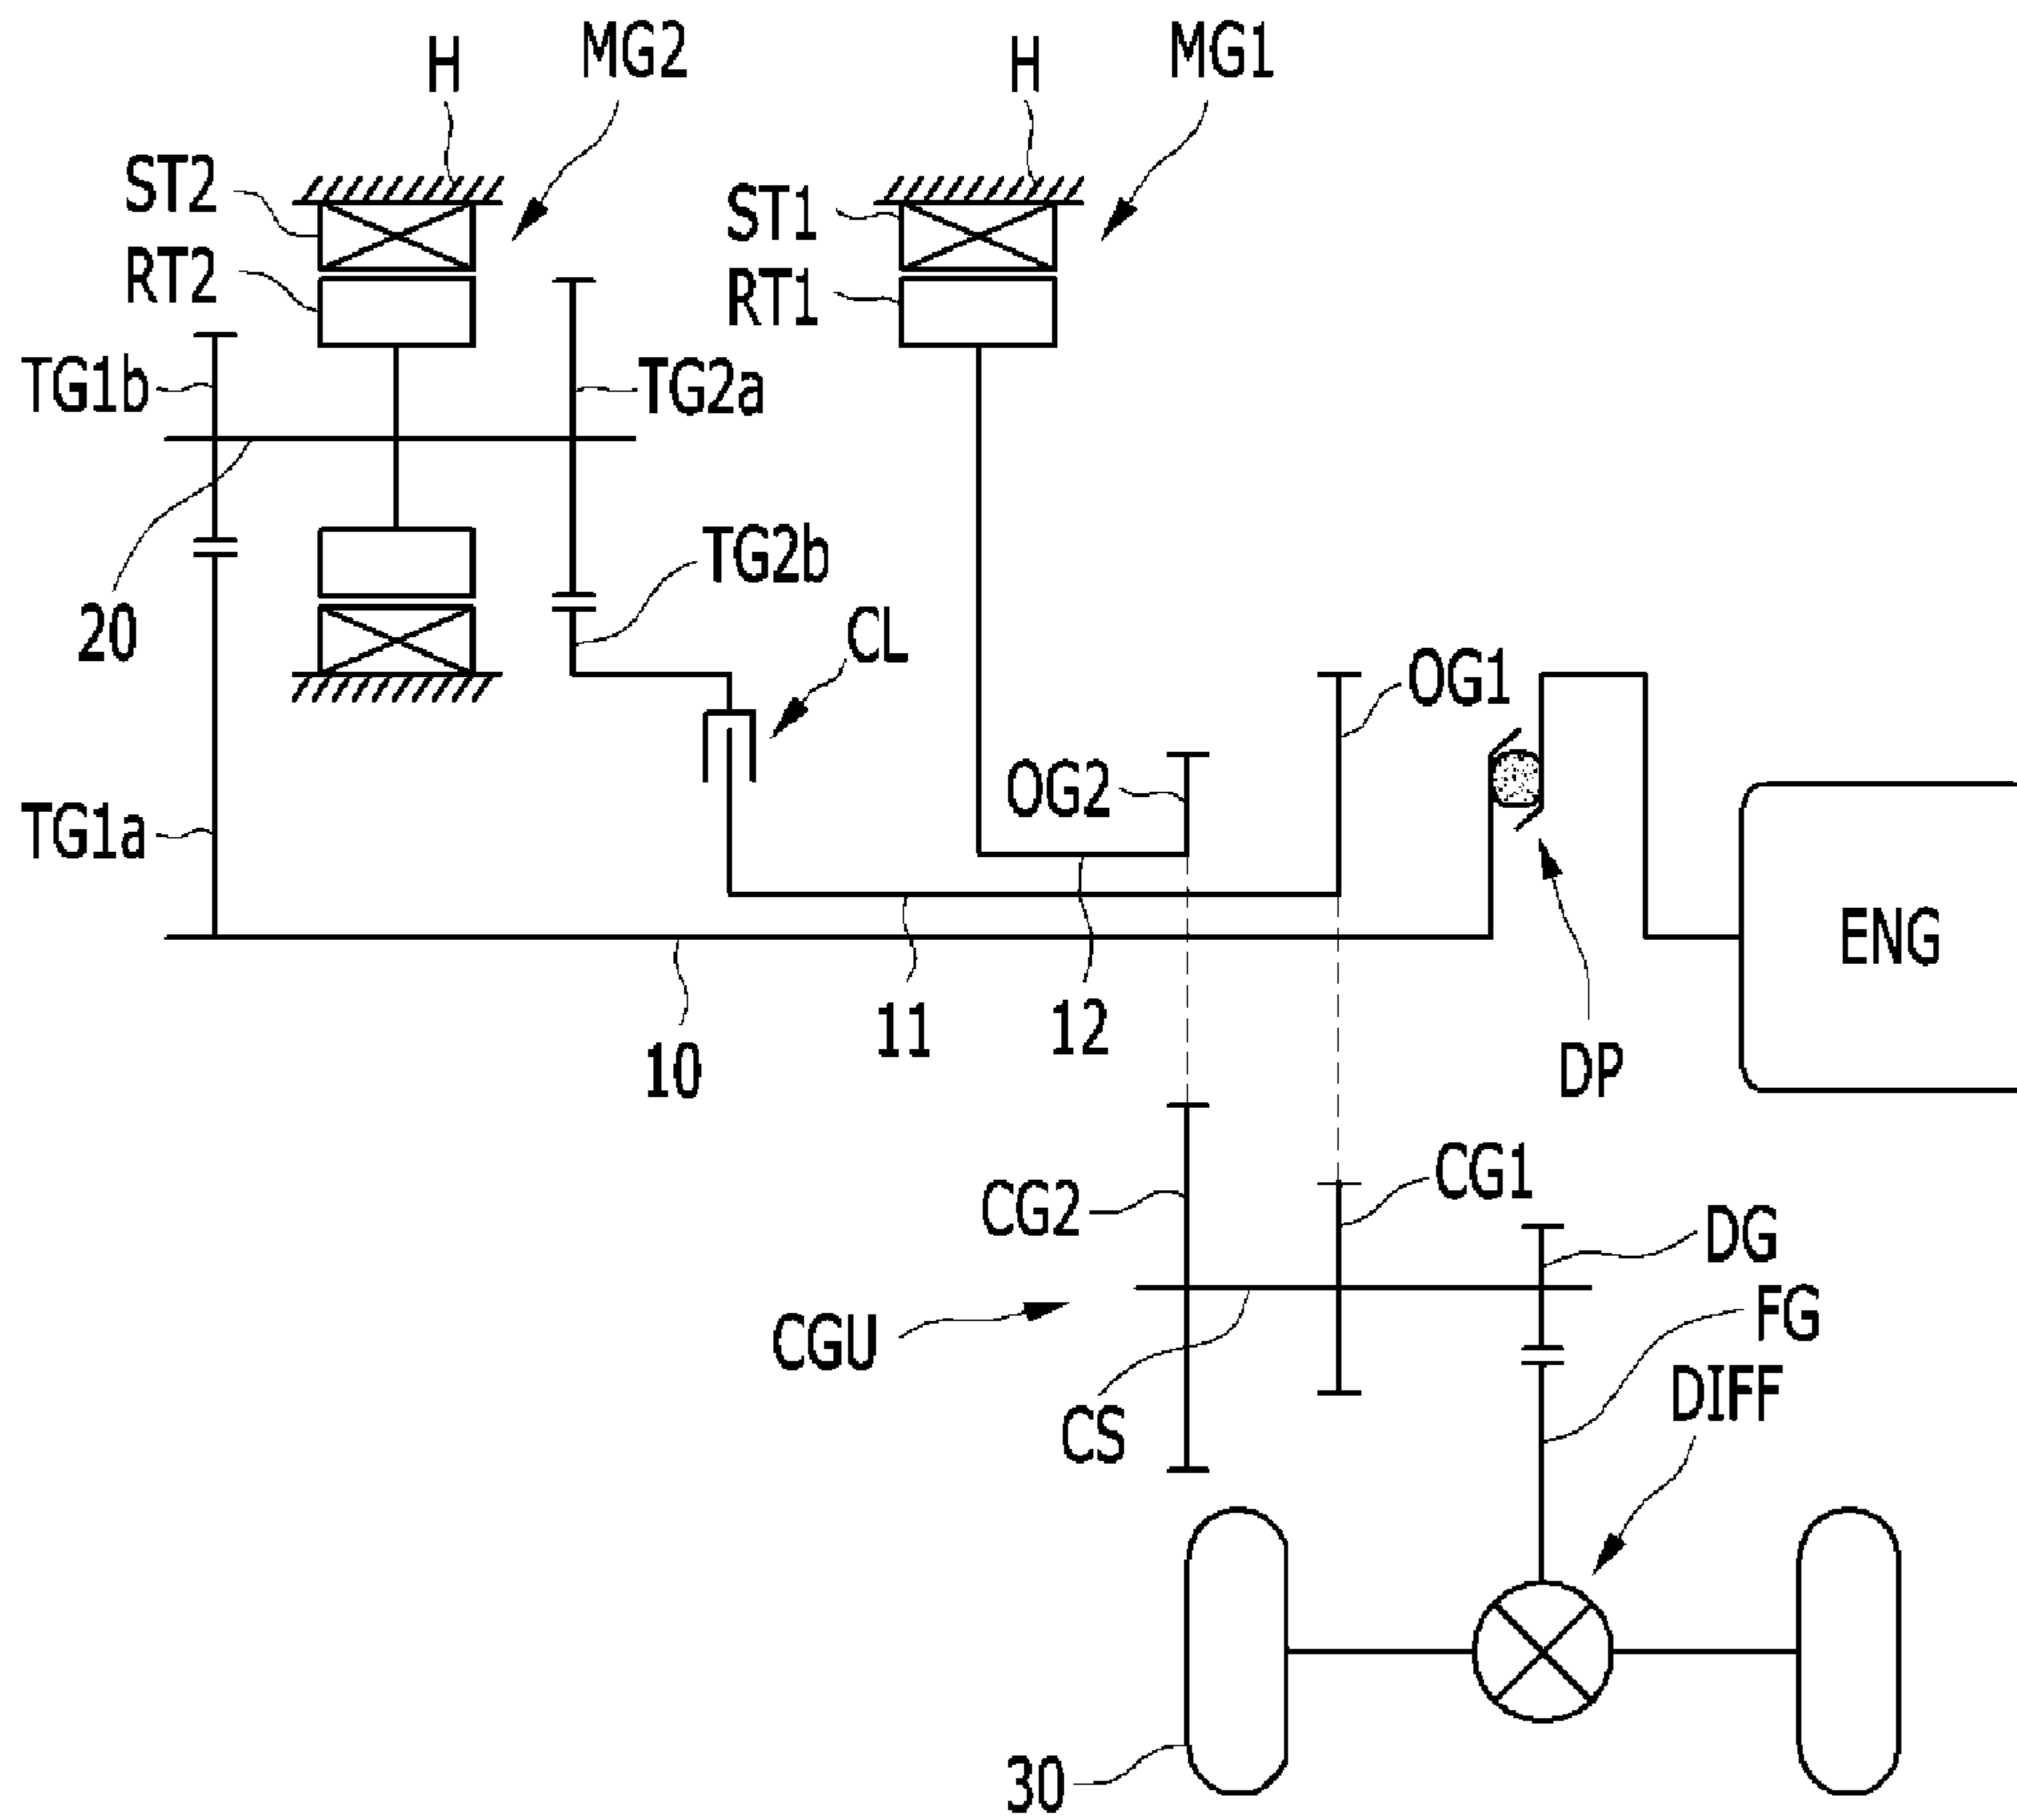 H
MG2
H
MG1
ST2
ST1
RT2
RT1
TG1b
TG2a
TG2b
20
CL
OG1
OG2
TG1a
ENG
11
12
10
DP
CG1
CG2
DG
FG
CGU
DIFF
CS
30